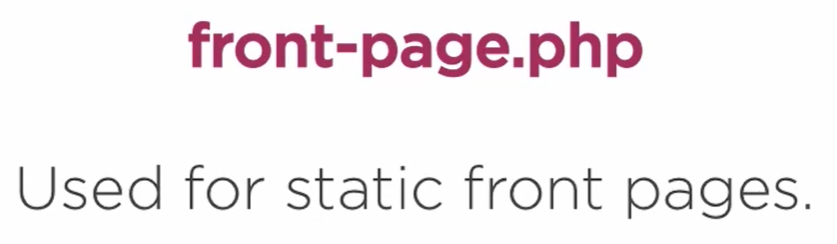 front-page.php
Used for static front pages.